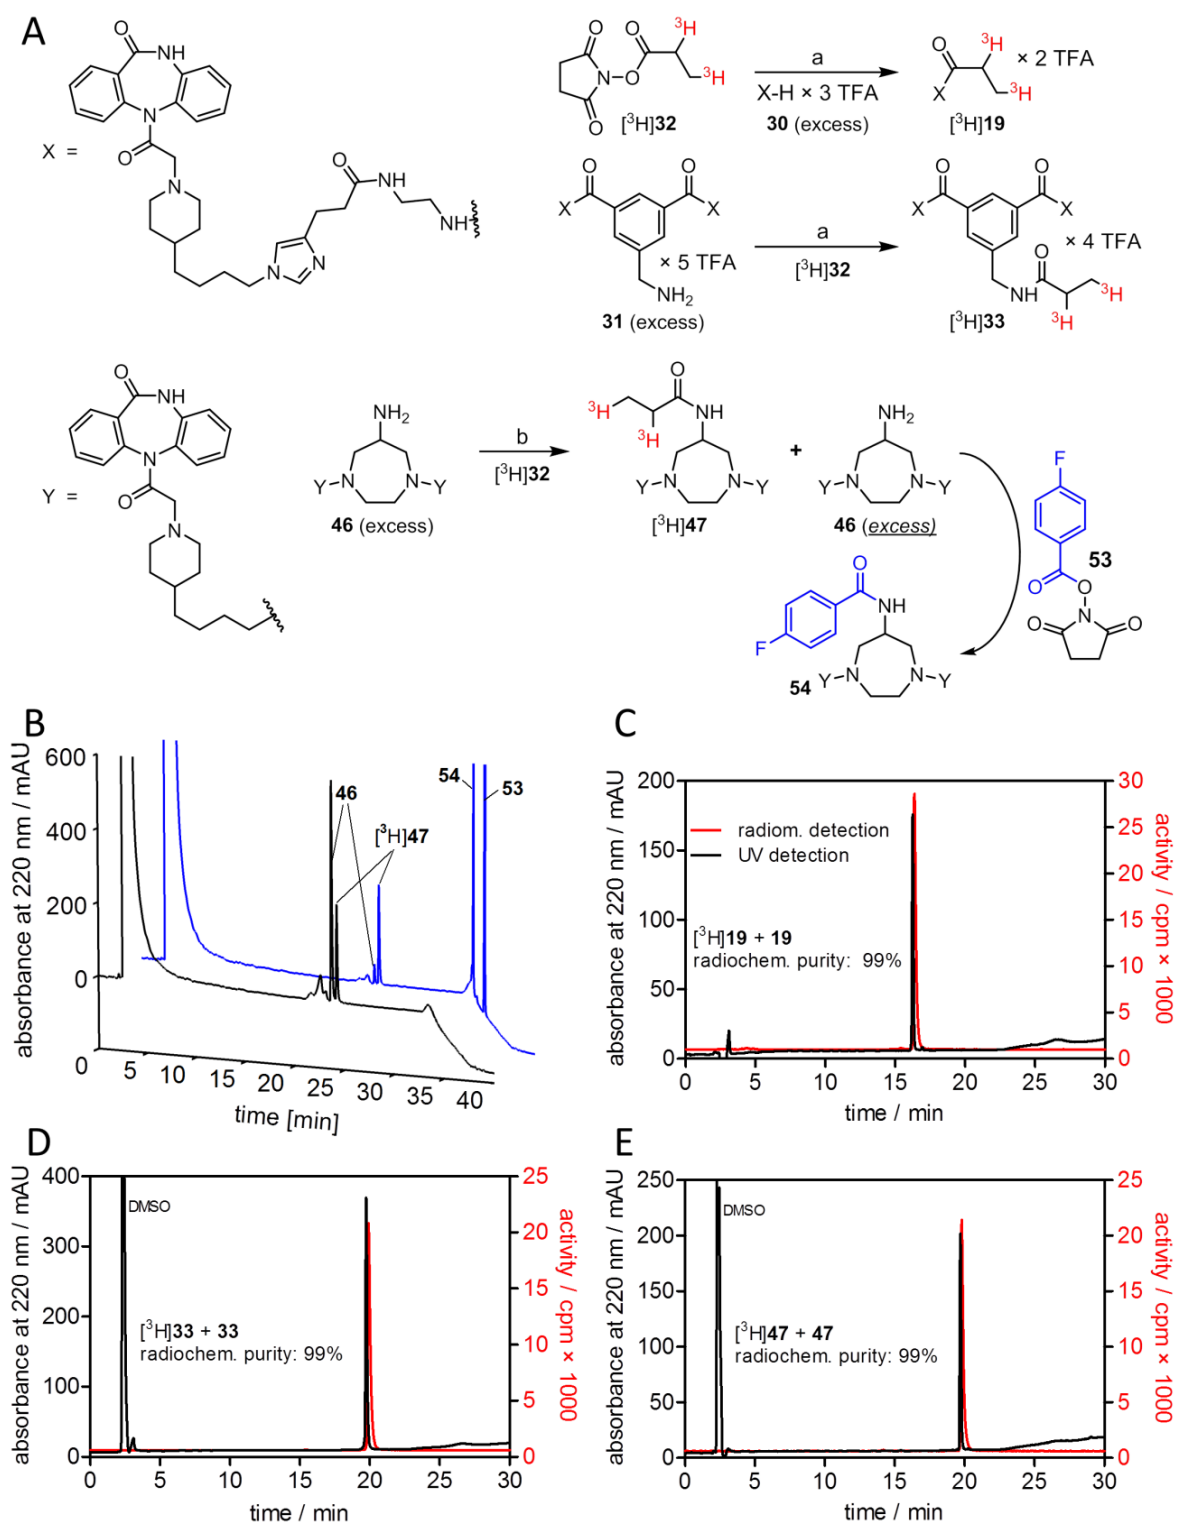 A
X =
O
NH
N
O
N
O
NH
NH
N
N
O
O
N
O
O
³H
³H
[³H]32
a
X-H × 3 TFA
30 (excess)
O
X
³H
³H
× 2 TFA
[³H]19
O
X
O
X
× 5 TFA
NH₂
31 (excess)
a
[³H]32
O
X
O
X
× 4 TFA
O
NH
³H
³H
[³H]33
Y =
O
NH
N
O
N
NH₂
Y
N
N
Y
46 (excess)
b
[³H]32
O
NH
³H
³H
Y
N
N
Y
[³H]47
+
NH₂
Y
N
N
Y
46 (excess)
F
O
O
N
O
O
53
O
NH
F
Y
N
N
Y
54
B
absorbance at 220 nm / mAU
600
400
200
0
0
5
10
15
20
25
30
35
40
time [min]
46
[³H]47
54
53
C
absorbance at 220 nm / mAU
200
150
100
50
0
radiom. detection
UV detection
[³H]19 + 19
radiochem. purity: 99%
30
25
20
15
10
5
0
activity / cpm × 1000
0 5 10 15 20 25 30
time / min
D
absorbance at 220 nm / mAU
400
300
200
100
0
DMSO
[³H]33 + 33
radiochem. purity: 99%
25
20
15
10
5
0
activity / cpm × 1000
0 5 10 15 20 25 30
time / min
E
absorbance at 220 nm / mAU
250
200
150
100
50
0
DMSO
[³H]47 + 47
radiochem. purity: 99%
25
20
15
10
5
0
activity / cpm × 1000
0 5 10 15 20 25 30
time / min